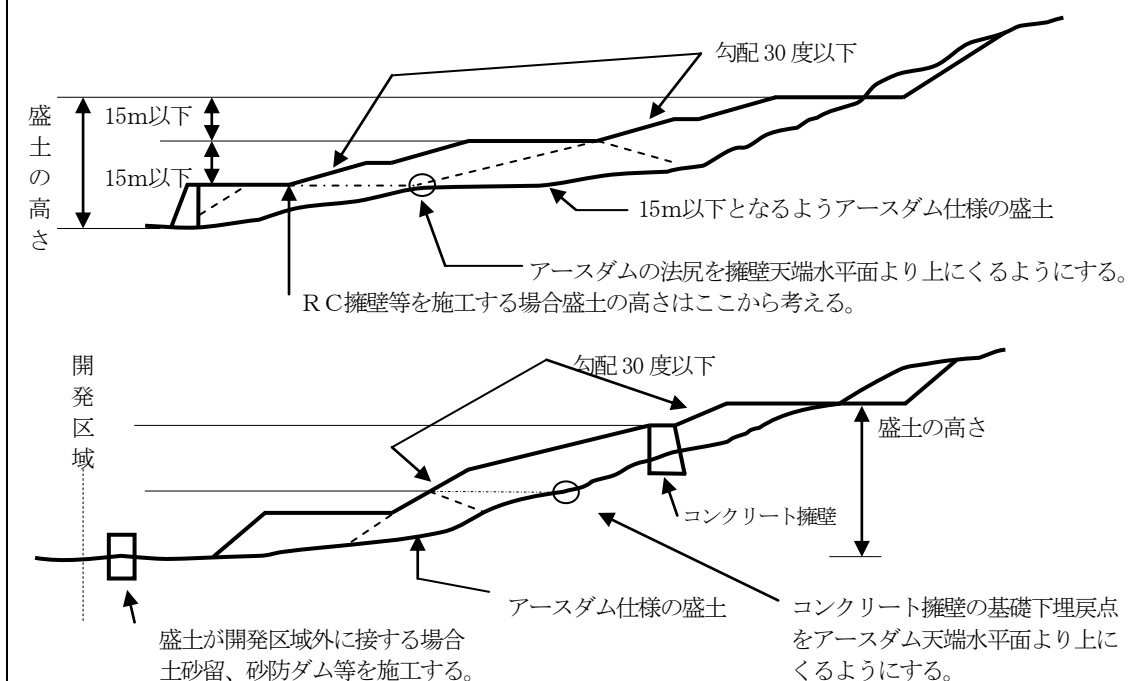 勾配 30 度以下
盛土の高さ
15m以下
15m以下
15m以下となるようアースダム仕様の盛土
アースダムの法尻を擁壁天端水平面より上にくるようにする。
ＲＣ擁壁等を施工する場合盛土の高さはここから考える。
開発区域
勾配 30 度以下
盛土の高さ
コンクリート擁壁
アースダム仕様の盛土
コンクリート擁壁の基礎下埋戻点
をアースダム天端水平面より上に
くるようにする。
盛土が開発区域外に接する場合
土砂留、砂防ダム等を施工する。